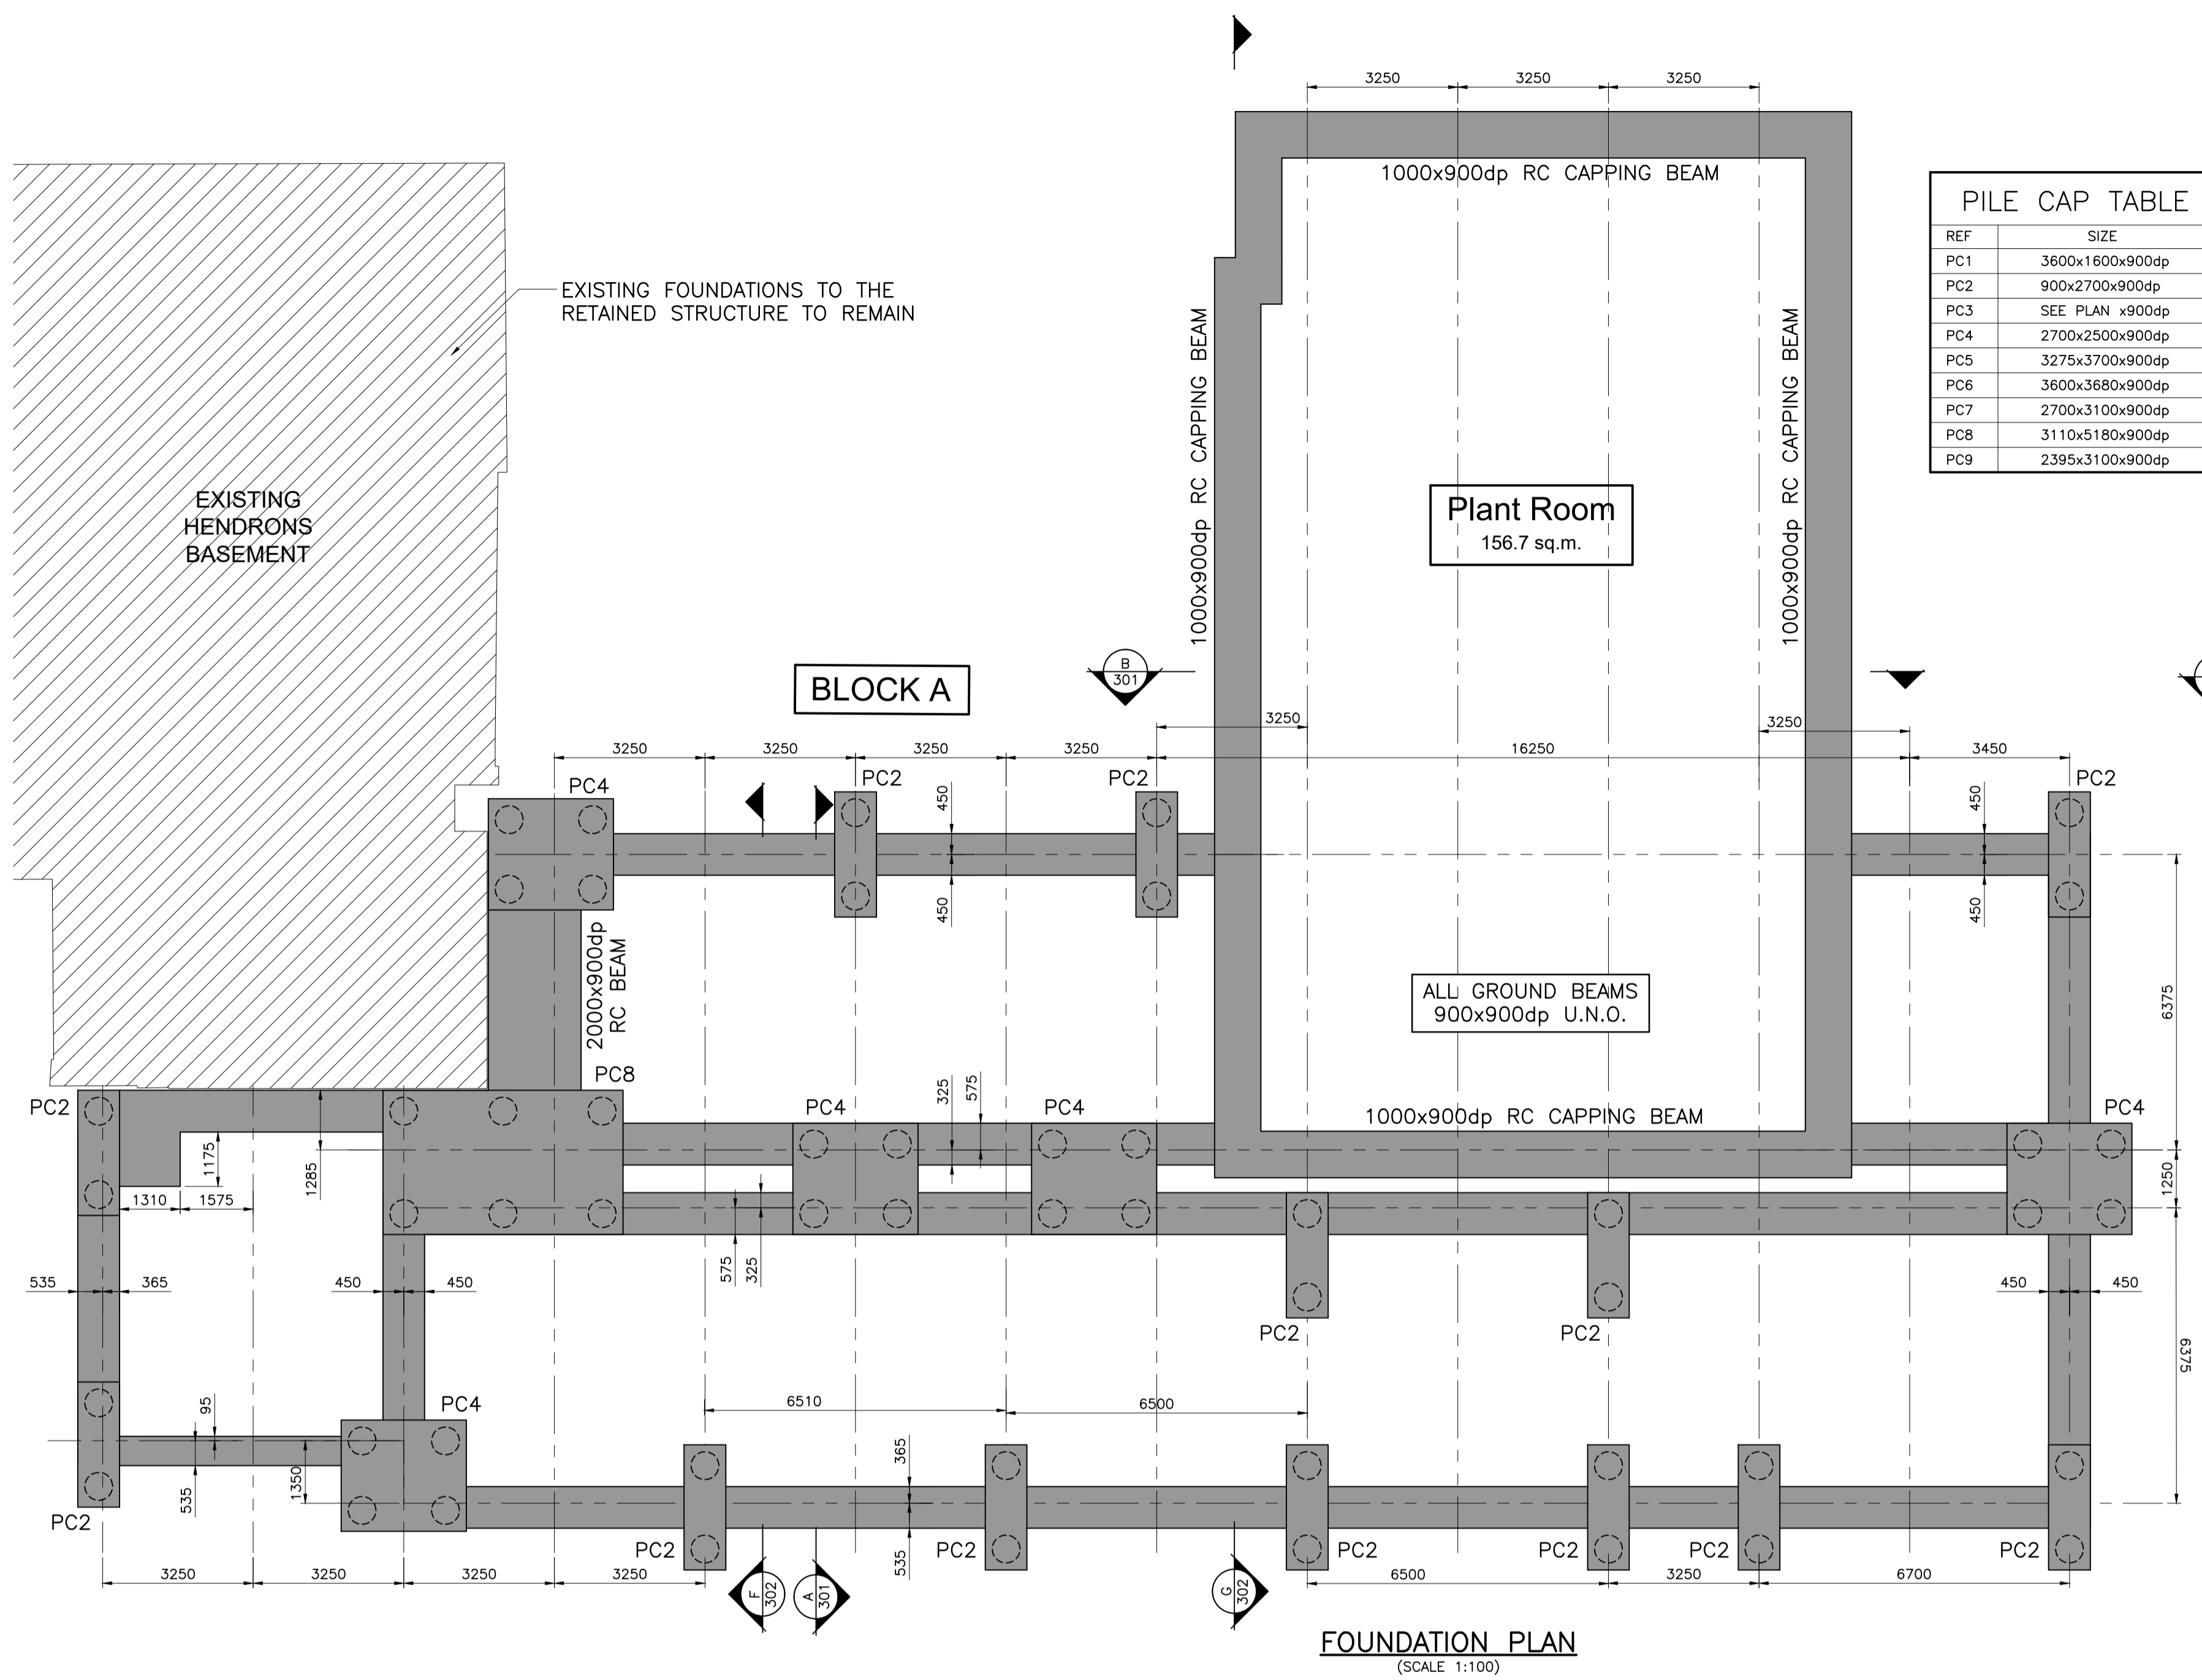 3250
3250
3250
1000x900dp RC CAPPING BEAM
PILE CAP TABLE
REF SIZE
PC1 3600x1600x900dp
PC2 900x2700x900dp
PC3 SEE PLAN x900dp
PC4 2700x2500x900dp
PC5 3275x3700x900dp
PC6 3600x3680x900dp
PC7 2700x3100x900dp
PC8 3110x5180x900dp
PC9 2395x3100x900dp
EXISTING FOUNDATIONS TO THE
RETAINED STRUCTURE TO REMAIN
1000x900dp RC CAPPING BEAM
1000x900dp RC CAPPING BEAM
EXISTING
HENDRONS
BASEMENT
Plant Room
156.7 sq.m.
BLOCK A
B
301
3250
3250
3250
3250
3250
3250
16250
3450
PC4
PC2
PC2
PC2
450
450
450
450
2000x900dp
RC BEAM
ALL GROUND BEAMS
900x900dp U.N.O.
6375
PC8
PC2
PC4
PC4
1000x900dp RC CAPPING BEAM
PC4
325
575
1175
1285
1310
1575
1250
575
325
535
365
450
450
450
450
PC2
PC2
6375
95
535
1350
PC4
6510
6500
365
535
PC2
PC2
PC2
PC2
PC2
PC2
PC2
3250
3250
3250
3250
F
302
A
301
G
302
6500
3250
6700
FOUNDATION PLAN
(SCALE 1:100)